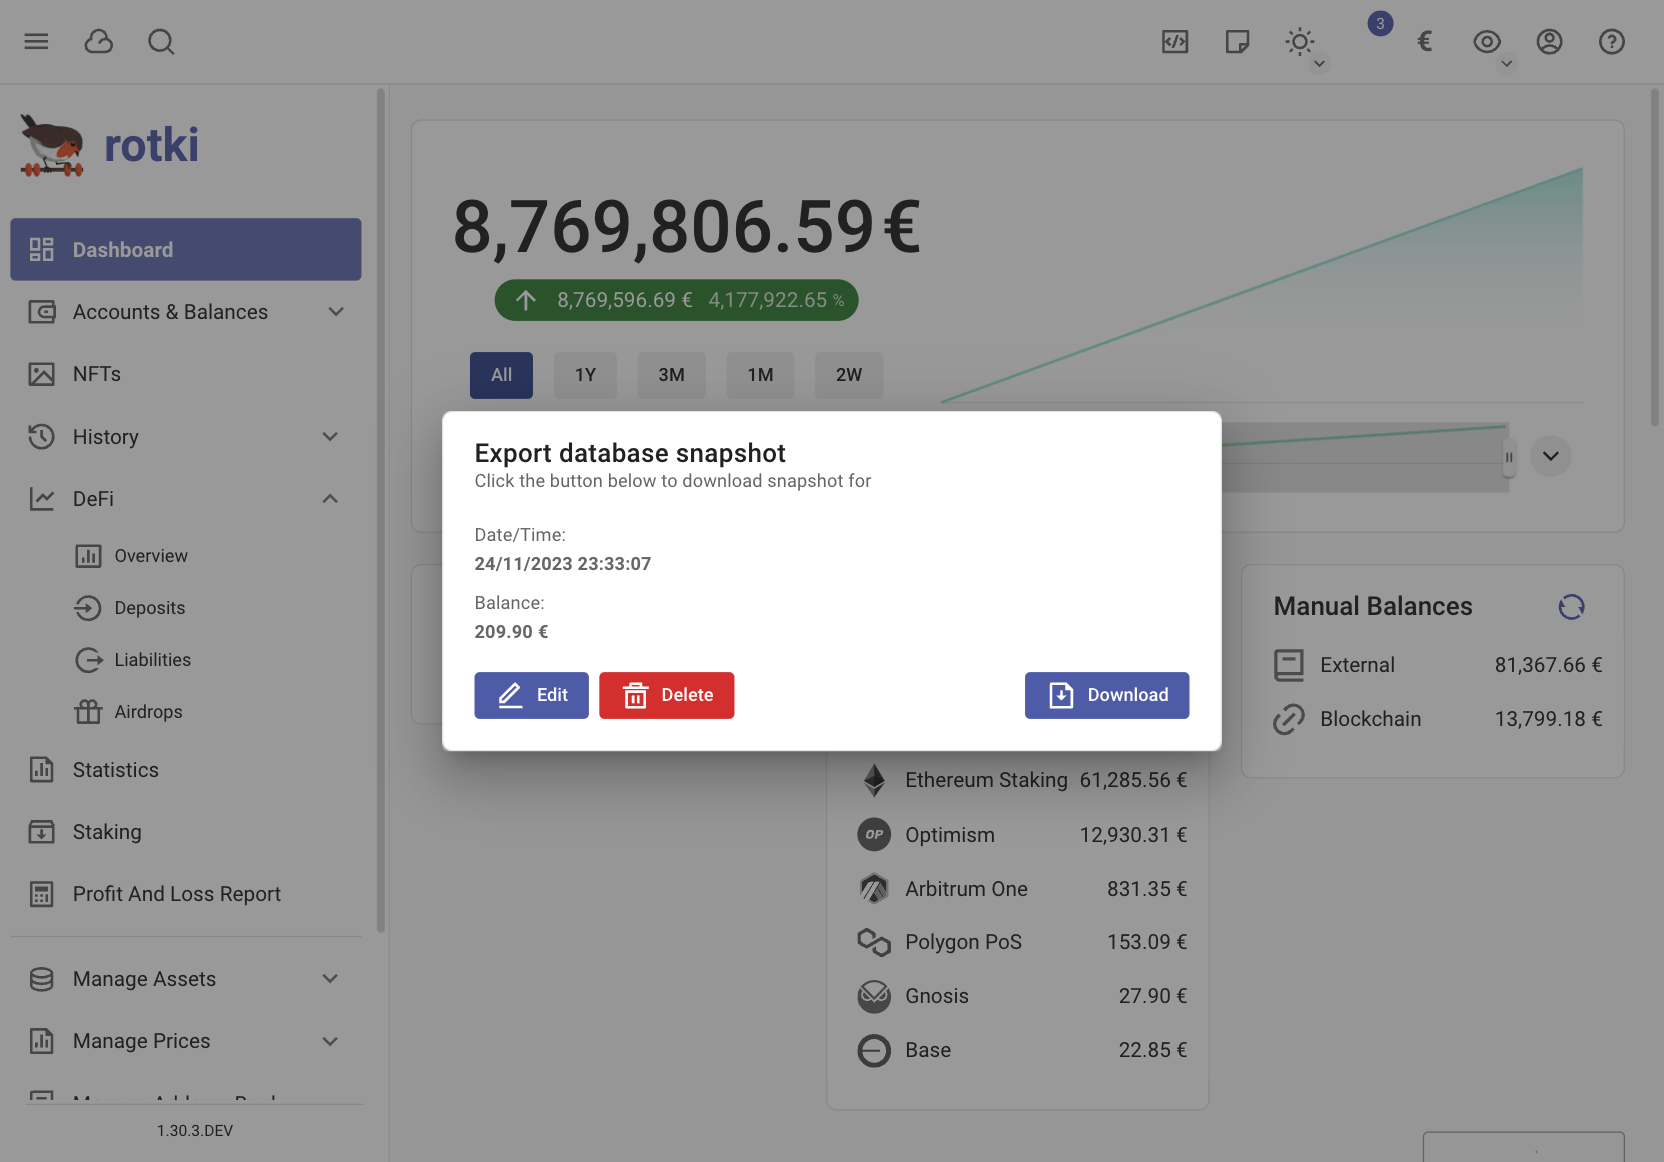 3
€
rotki
Dashboard
Accounts & Balances
NFTs
History
DeFi
Overview
Deposits
Liabilities
Airdrops
Statistics
Staking
Profit And Loss Report
Manage Assets
Manage Prices
1.30.3.DEV
8,769,806.59 €
8,769,596.69 € 4,177,922.65 %
All 1Y 3M 1M 2W
Export database snapshot
Click the button below to download snapshot for
Date/Time:
24/11/2023 23:33:07
Balance:
209.90 €
Edit Delete Download
Manual Balances
External 81,367.66 €
Blockchain 13,799.18 €
Ethereum Staking 61,285.56 €
OP Optimism 12,930.31 €
Arbitrum One 831.35 €
Polygon PoS 153.09 €
Gnosis 27.90 €
Base 22.85 €